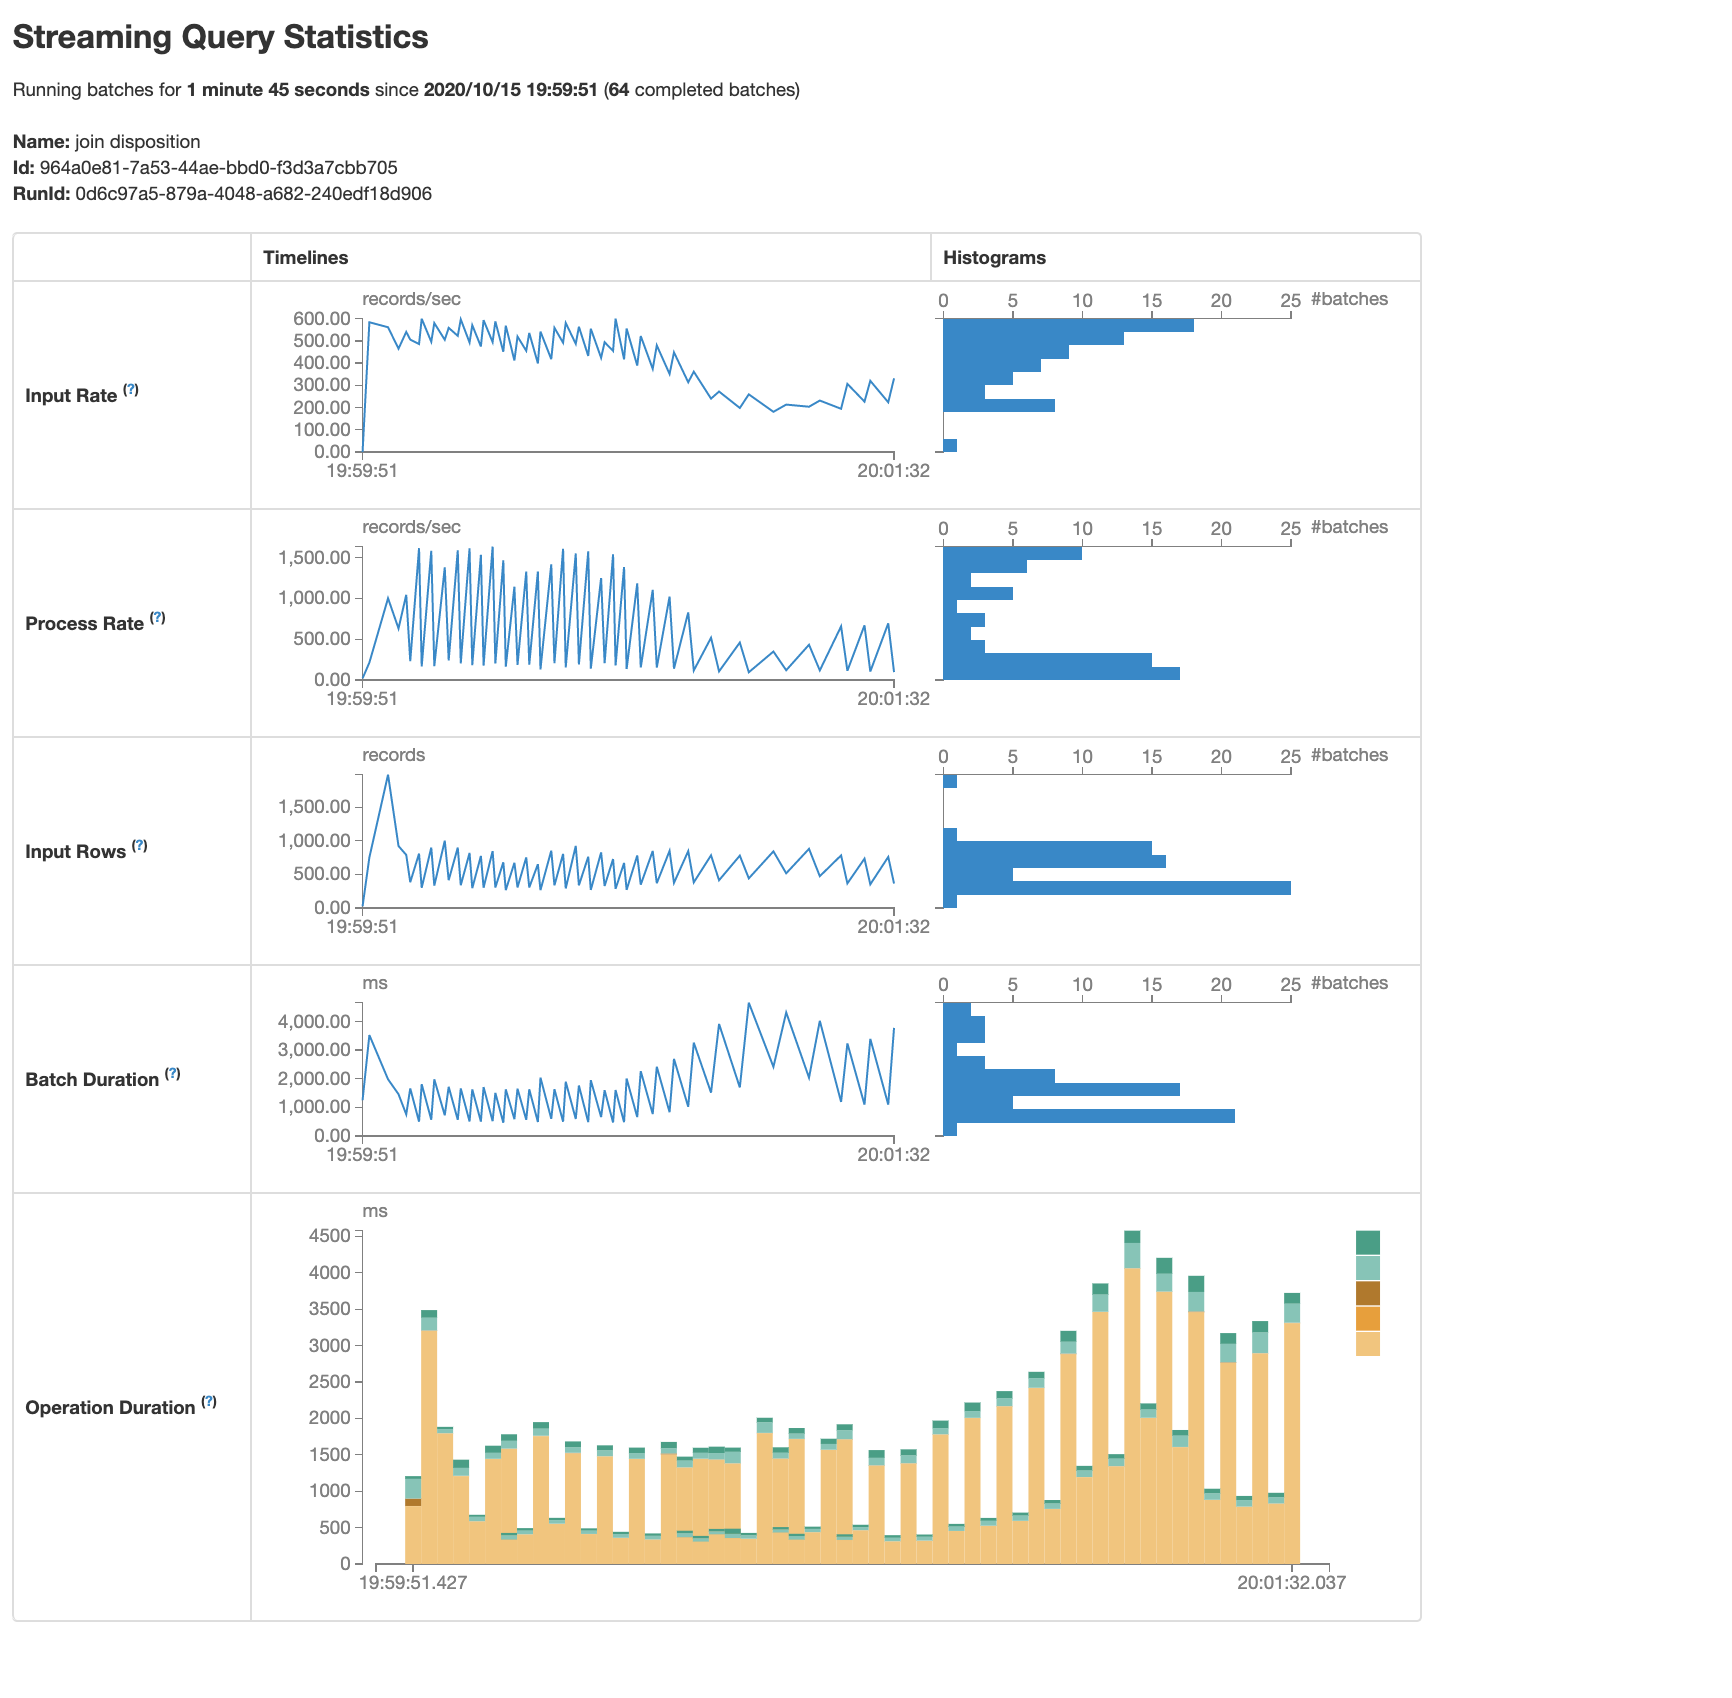 Streaming Query Statistics
Running batches for 1 minute 45 seconds since 2020/10/15 19:59:51 (64 completed batches)
Name: join disposition
Id: 964a0e81-7a53-44ae-bbd0-f3d3a7cbb705
RunId: 0d6c97a5-879a-4048-a682-240edf18d906
Timelines Histograms
Input Rate (?)
records/sec
600.00
500.00
400.00
300.00
200.00
100.00
0.00
19:59:51 20:01:32
0 5 10 15 20 25 #batches
Process Rate (?)
records/sec
1,500.00
1,000.00
500.00
0.00
19:59:51 20:01:32
0 5 10 15 20 25 #batches
Input Rows (?)
records
1,500.00
1,000.00
500.00
0.00
19:59:51 20:01:32
0 5 10 15 20 25 #batches
Batch Duration (?)
ms
4,000.00
3,000.00
2,000.00
1,000.00
0.00
19:59:51 20:01:32
0 5 10 15 20 25 #batches
Operation Duration (?)
ms
4500
4000
3500
3000
2500
2000
1500
1000
500
0
19:59:51.427 20:01:32.037